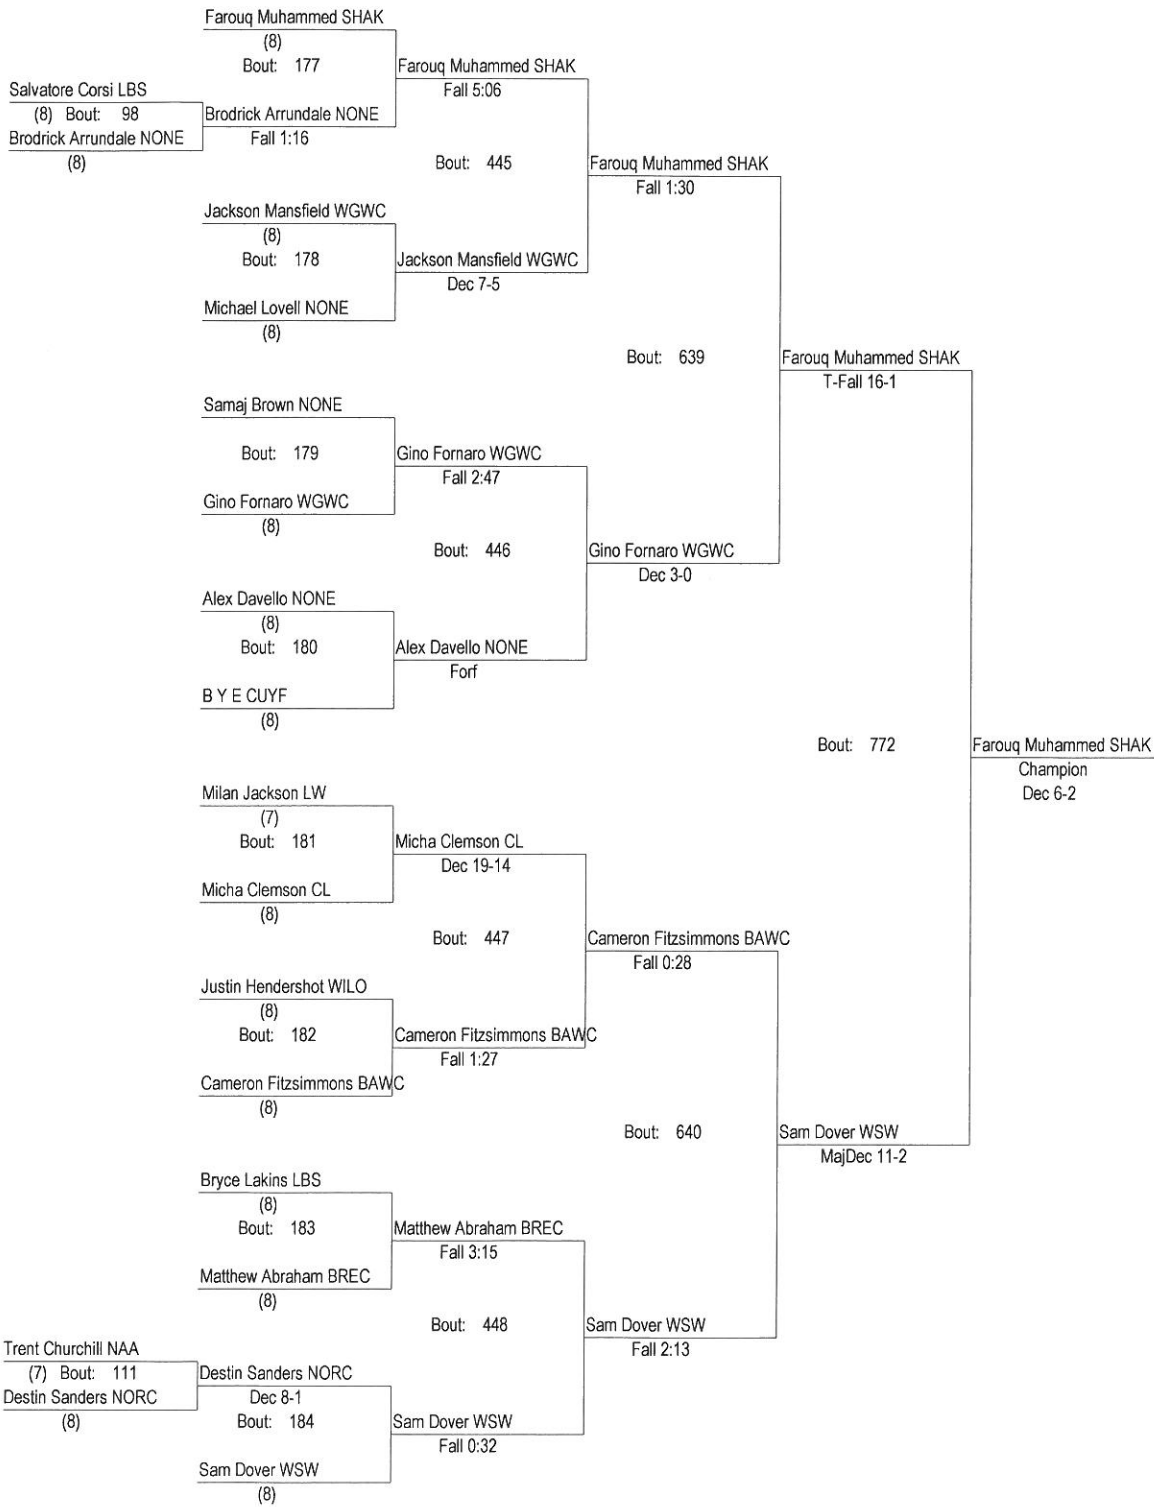 Farouq Muhammed SHAK
(8)
Bout: 177
Farouq Muhammed SHAK
Fall 5:06
Salvatore Corsi LBS
(8) Bout: 98
Brodrick Arrundale NONE
Brodrick Arrundale NONE
Fall 1:16
(8)
Bout: 445
Farouq Muhammed SHAK
Fall 1:30
Jackson Mansfield WGWC
(8)
Bout: 178
Jackson Mansfield WGWC
Dec 7-5
Michael Lovell NONE
(8)
Bout: 639
Farouq Muhammed SHAK
T-Fall 16-1
Samaj Brown NONE
Bout: 179
Gino Fornaro WGWC
Fall 2:47
Gino Fornaro WGWC
(8)
Bout: 446
Gino Fornaro WGWC
Dec 3-0
Alex Davello NONE
(8)
Bout: 180
Alex Davello NONE
Forf
B Y E CUYF
(8)
Bout: 772
Farouq Muhammed SHAK
Champion
Dec 6-2
Milan Jackson LW
(7)
Bout: 181
Micha Clemson CL
Dec 19-14
Micha Clemson CL
(8)
Bout: 447
Cameron Fitzsimmons BAWC
Fall 0:28
Justin Hendershot WILO
(8)
Bout: 182
Cameron Fitzsimmons BAWC
Fall 1:27
Cameron Fitzsimmons BAWC
(8)
Bout: 640
Sam Dover WSW
MajDec 11-2
Bryce Lakins LBS
(8)
Bout: 183
Matthew Abraham BREC
Fall 3:15
Matthew Abraham BREC
(8)
Bout: 448
Sam Dover WSW
Fall 2:13
Trent Churchill NAA
(7) Bout: 111
Destin Sanders NORC
Destin Sanders NORC
Dec 8-1
(8)
Bout: 184
Sam Dover WSW
Fall 0:32
Sam Dover WSW
(8)